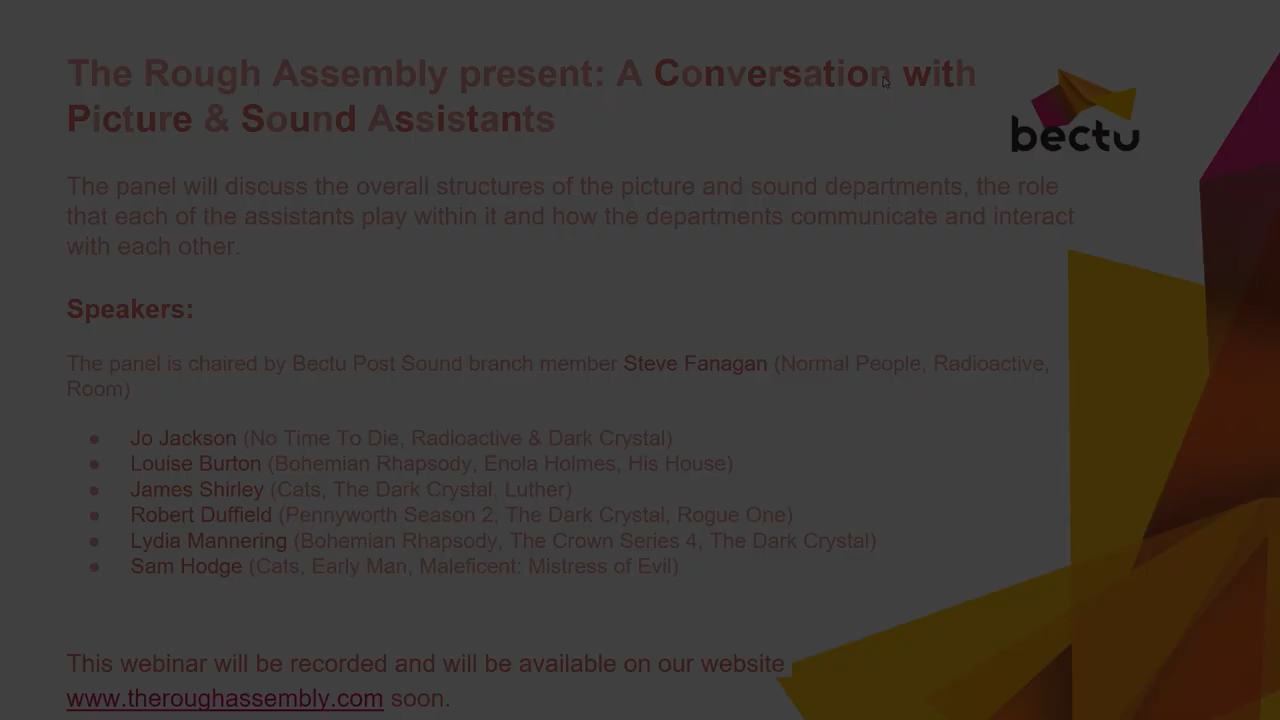 The Rough Assembly present: A Conversation with
Picture & Sound Assistants
bectu
The panel will discuss the overall structures of the picture and sound departments, the role
that each of the assistants play within it and how the departments communicate and interact
with each other.
Speakers:
The panel is chaired by Bectu Post Sound branch member Steve Fanagan (Normal People, Radioactive,
Room)
● Jo Jackson (No Time To Die, Radioactive & Dark Crystal)
● Louise Burton (Bohemian Rhapsody, Enola Holmes, His House)
● James Shirley (Cats, The Dark Crystal, Luther)
● Robert Duffield (Pennyworth Season 2, The Dark Crystal, Rogue One)
● Lydia Mannering (Bohemian Rhapsody, The Crown Series 4, The Dark Crystal)
● Sam Hodge (Cats, Early Man, Maleficent: Mistress of Evil)
This webinar will be recorded and will be available on our website
www.theroughassembly.com soon.